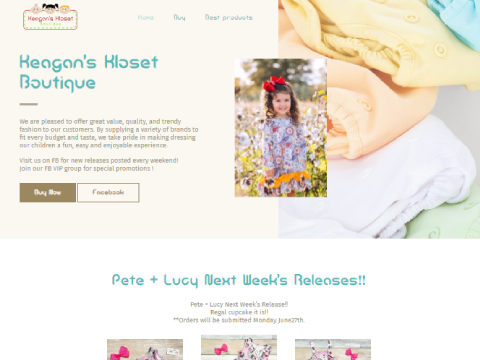 Keagan's Kloset
Boutique
Home Buy Best products
Keagan's Kloset
Boutique
We are pleased to offer great value, quality, and trendy
fashion to our customers. By supplying a variety of brands to
fit every budget and taste, we take pride in making dressing
our children a fun, easy and enjoyable experience.
Visit us on FB for new releases posted every weekend!
Join our FB VIP group for special promotions !
Buy Now Facebook
Pete + Lucy Next Week's Releases!!
Pete + Lucy Next Week's Release!!
Regal cupcake it is!!
**Orders will be submitted Monday June27th.